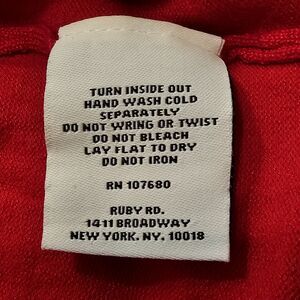 TURN INSIDE OUT
HAND WASH COLD
SEPARATELY
DO NOT WRING OR TWIST
DO NOT BLEACH
LAY FLAT TO DRY
DO NOT IRON
RN 107680
RUBY RD.
1411 BROADWAY
NEW YORK. NY. 10018